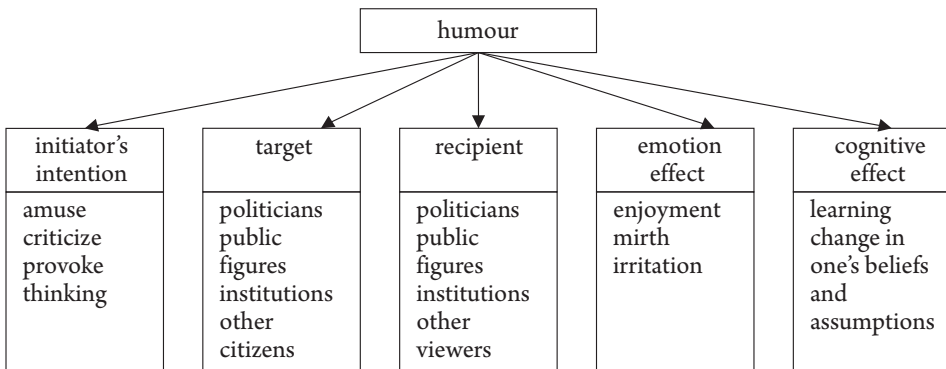 humour
initiator's
intention
amuse
criticize
provoke
thinking
target
politicians
public
figures
institutions
other
citizens
recipient
politicians
public
figures
institutions
other
viewers
emotion
effect
enjoyment
mirth
irritation
cognitive
effect
learning
change in
one's beliefs
and
assumptions